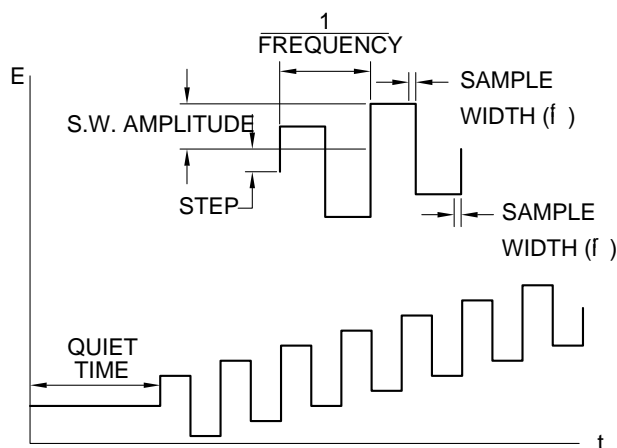 1
FREQUENCY
E
SAMPLE
WIDTH (f )
S.W. AMPLITUDE
STEP
SAMPLE
WIDTH (f )
QUIET
TIME
t